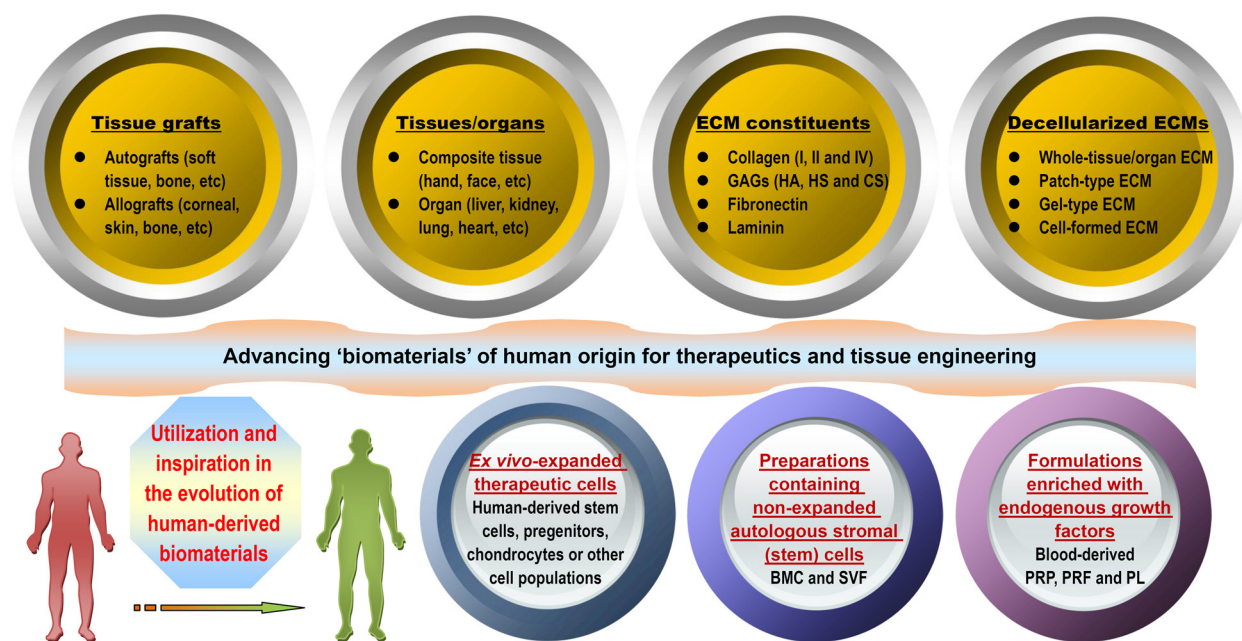 Tissue grafts
● Autografts (soft
tissue, bone, etc)
● Allografts (corneal,
skin, bone, etc)
Tissues/organs
● Composite tissue
(hand, face, etc)
● Organ (liver, kidney,
lung, heart, etc)
ECM constituents
● Collagen (I, II and IV)
● GAGs (HA, HS and CS)
● Fibronectin
● Laminin
Decellularized ECMs
● Whole-tissue/organ ECM
● Patch-type ECM
● Gel-type ECM
● Cell-formed ECM
Advancing ‘biomaterials’ of human origin for therapeutics and tissue engineering
Utilization and
inspiration in
the evolution of
human-derived
biomaterials
Ex vivo-expanded
therapeutic cells
Human-derived stem
cells, progenitors,
chondrocytes or other
cell populations
Preparations
containing
non-expanded
autologous stromal
(stem) cells
BMC and SVF
Formulations
enriched with
endogenous growth
factors
Blood-derived
PRP, PRF and PL